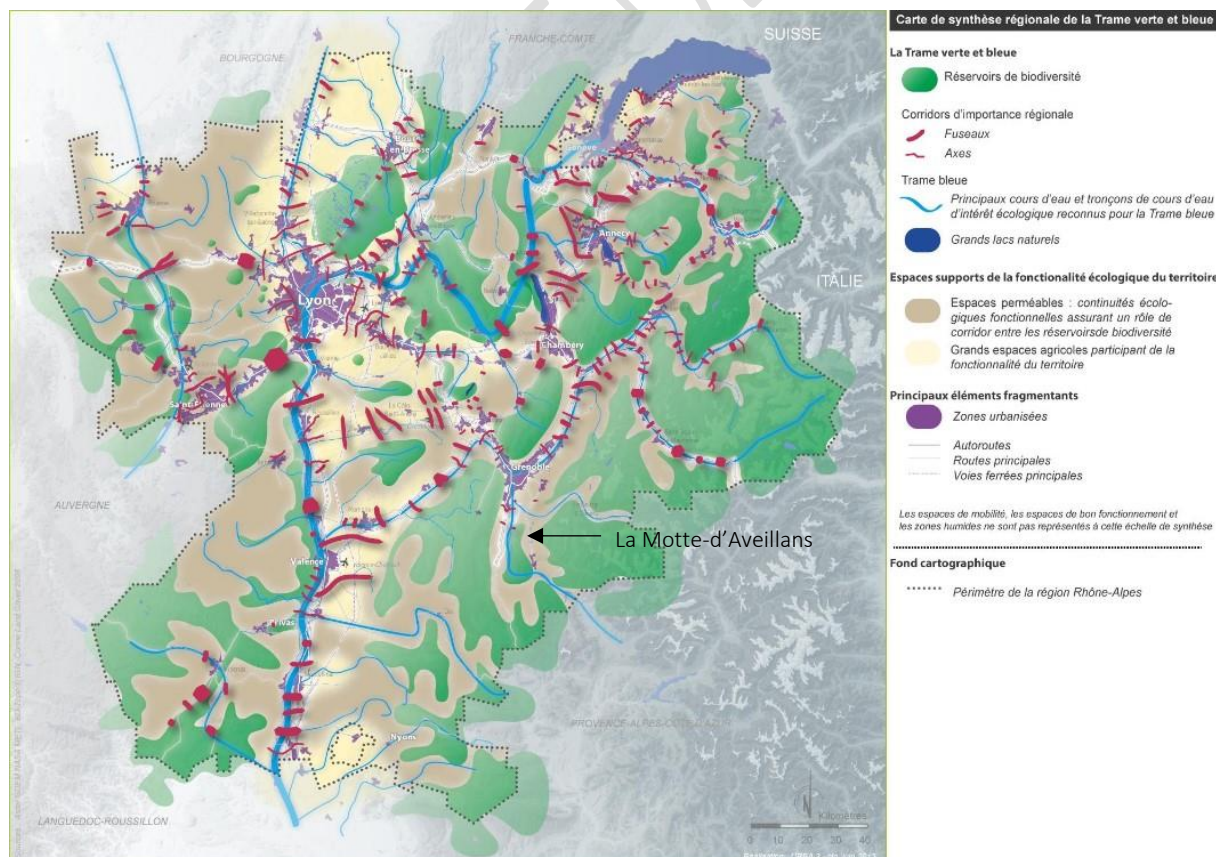 SUISSE
FRANCHE-COMTE
BOURGOGNE
Genève
Annecy
ITALIE
Lyon
Chambéry
Grenoble
AUVERGNE
La Motte-d'Aveillans
Valence
Privas
PROVENCE-ALPES-COTE D'AZUR
Nyons
LANGUEDOC-ROUSSILLON
N
Kilomètres
0 10 20 30 40
Carte de synthèse régionale de la Trame verte et bleue
La Trame verte et bleue
Réservoirs de biodiversité
Corridors d'importance régionale
Fuseaux
Axes
Trame bleue
Principaux cours d'eau et tronçons de cours d'eau
d'intérêt écologique reconnus pour la Trame bleue
Grands lacs naturels
Espaces supports de la fonctionalité écologique du territoire
Espaces perméables : continuités écolo-
giques fonctionnelles assurant un rôle de
corridor entre les réservoirsde biodiversité
Grands espaces agricoles participant de la
fonctionnalité du territoire
Principaux éléments fragmentants
Zones urbanisées
Autoroutes
Routes principales
Voies ferrées principales
Les espaces de mobilité, les espaces de bon fonctionnement et
les zones humides ne sont pas représentés à cette échelle de synthèse
Fond cartographique
Périmètre de la région Rhône-Alpes